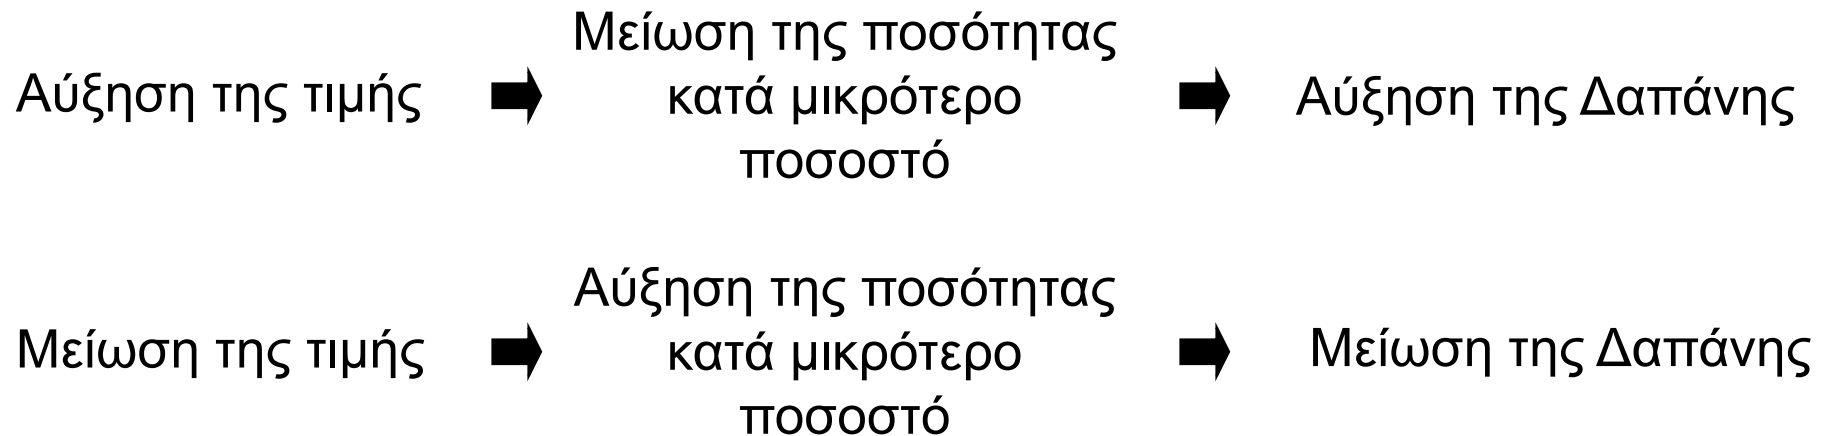 Αύξηση της τιμής
Μείωση της ποσότητας
κατά μικρότερο
ποσοστό
Αύξηση της Δαπάνης
Μείωση της τιμής
Αύξηση της ποσότητας
κατά μικρότερο
ποσοστό
Μείωση της Δαπάνης